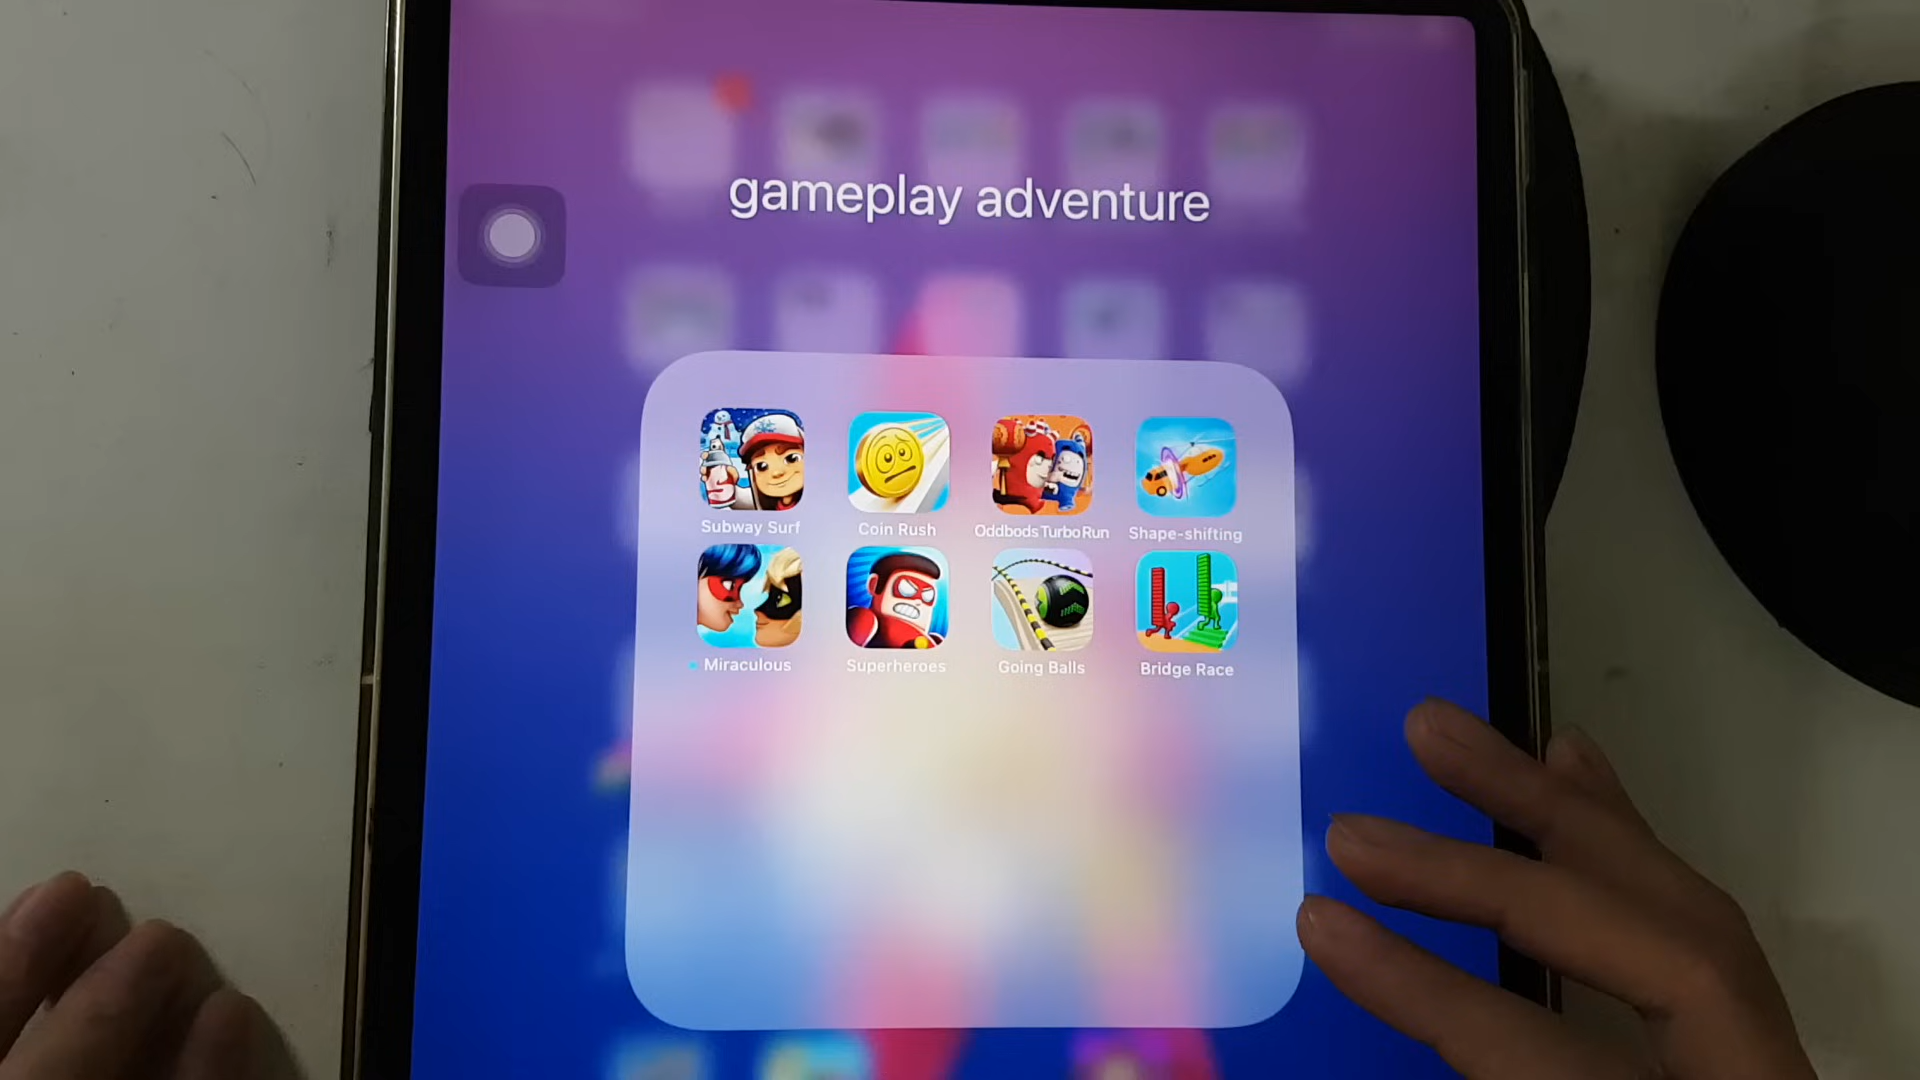 gameplay adventure
Subway Surf
Coin Rush
Oddbods Turbo Run
Shape-shifting
Miraculous
Superheroes
Going Balls
Bridge Race